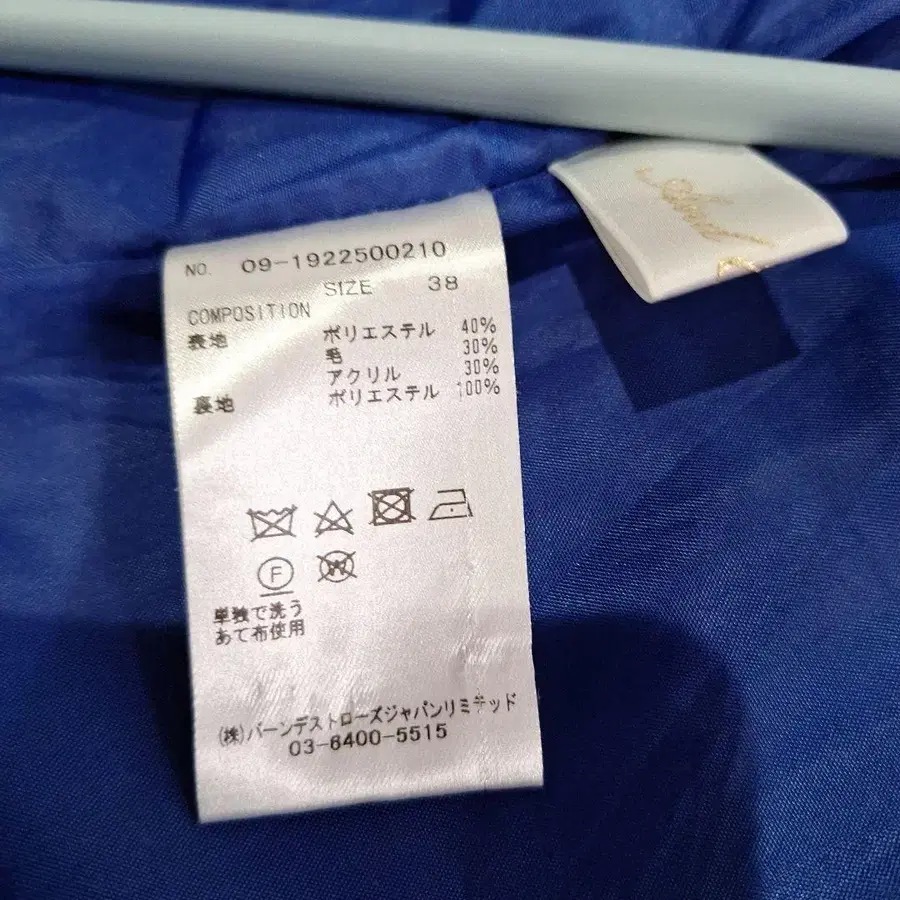 NO. 09-1922500210
SIZE 38
COMPOSITION
表地 ポリエステル 40%
毛 30%
アクリル 30%
裏地 ポリエステル 100%
F
W
単独で洗う
あて布使用
(株)バーンデストローズジャパンリミテッド
03-6400-5515